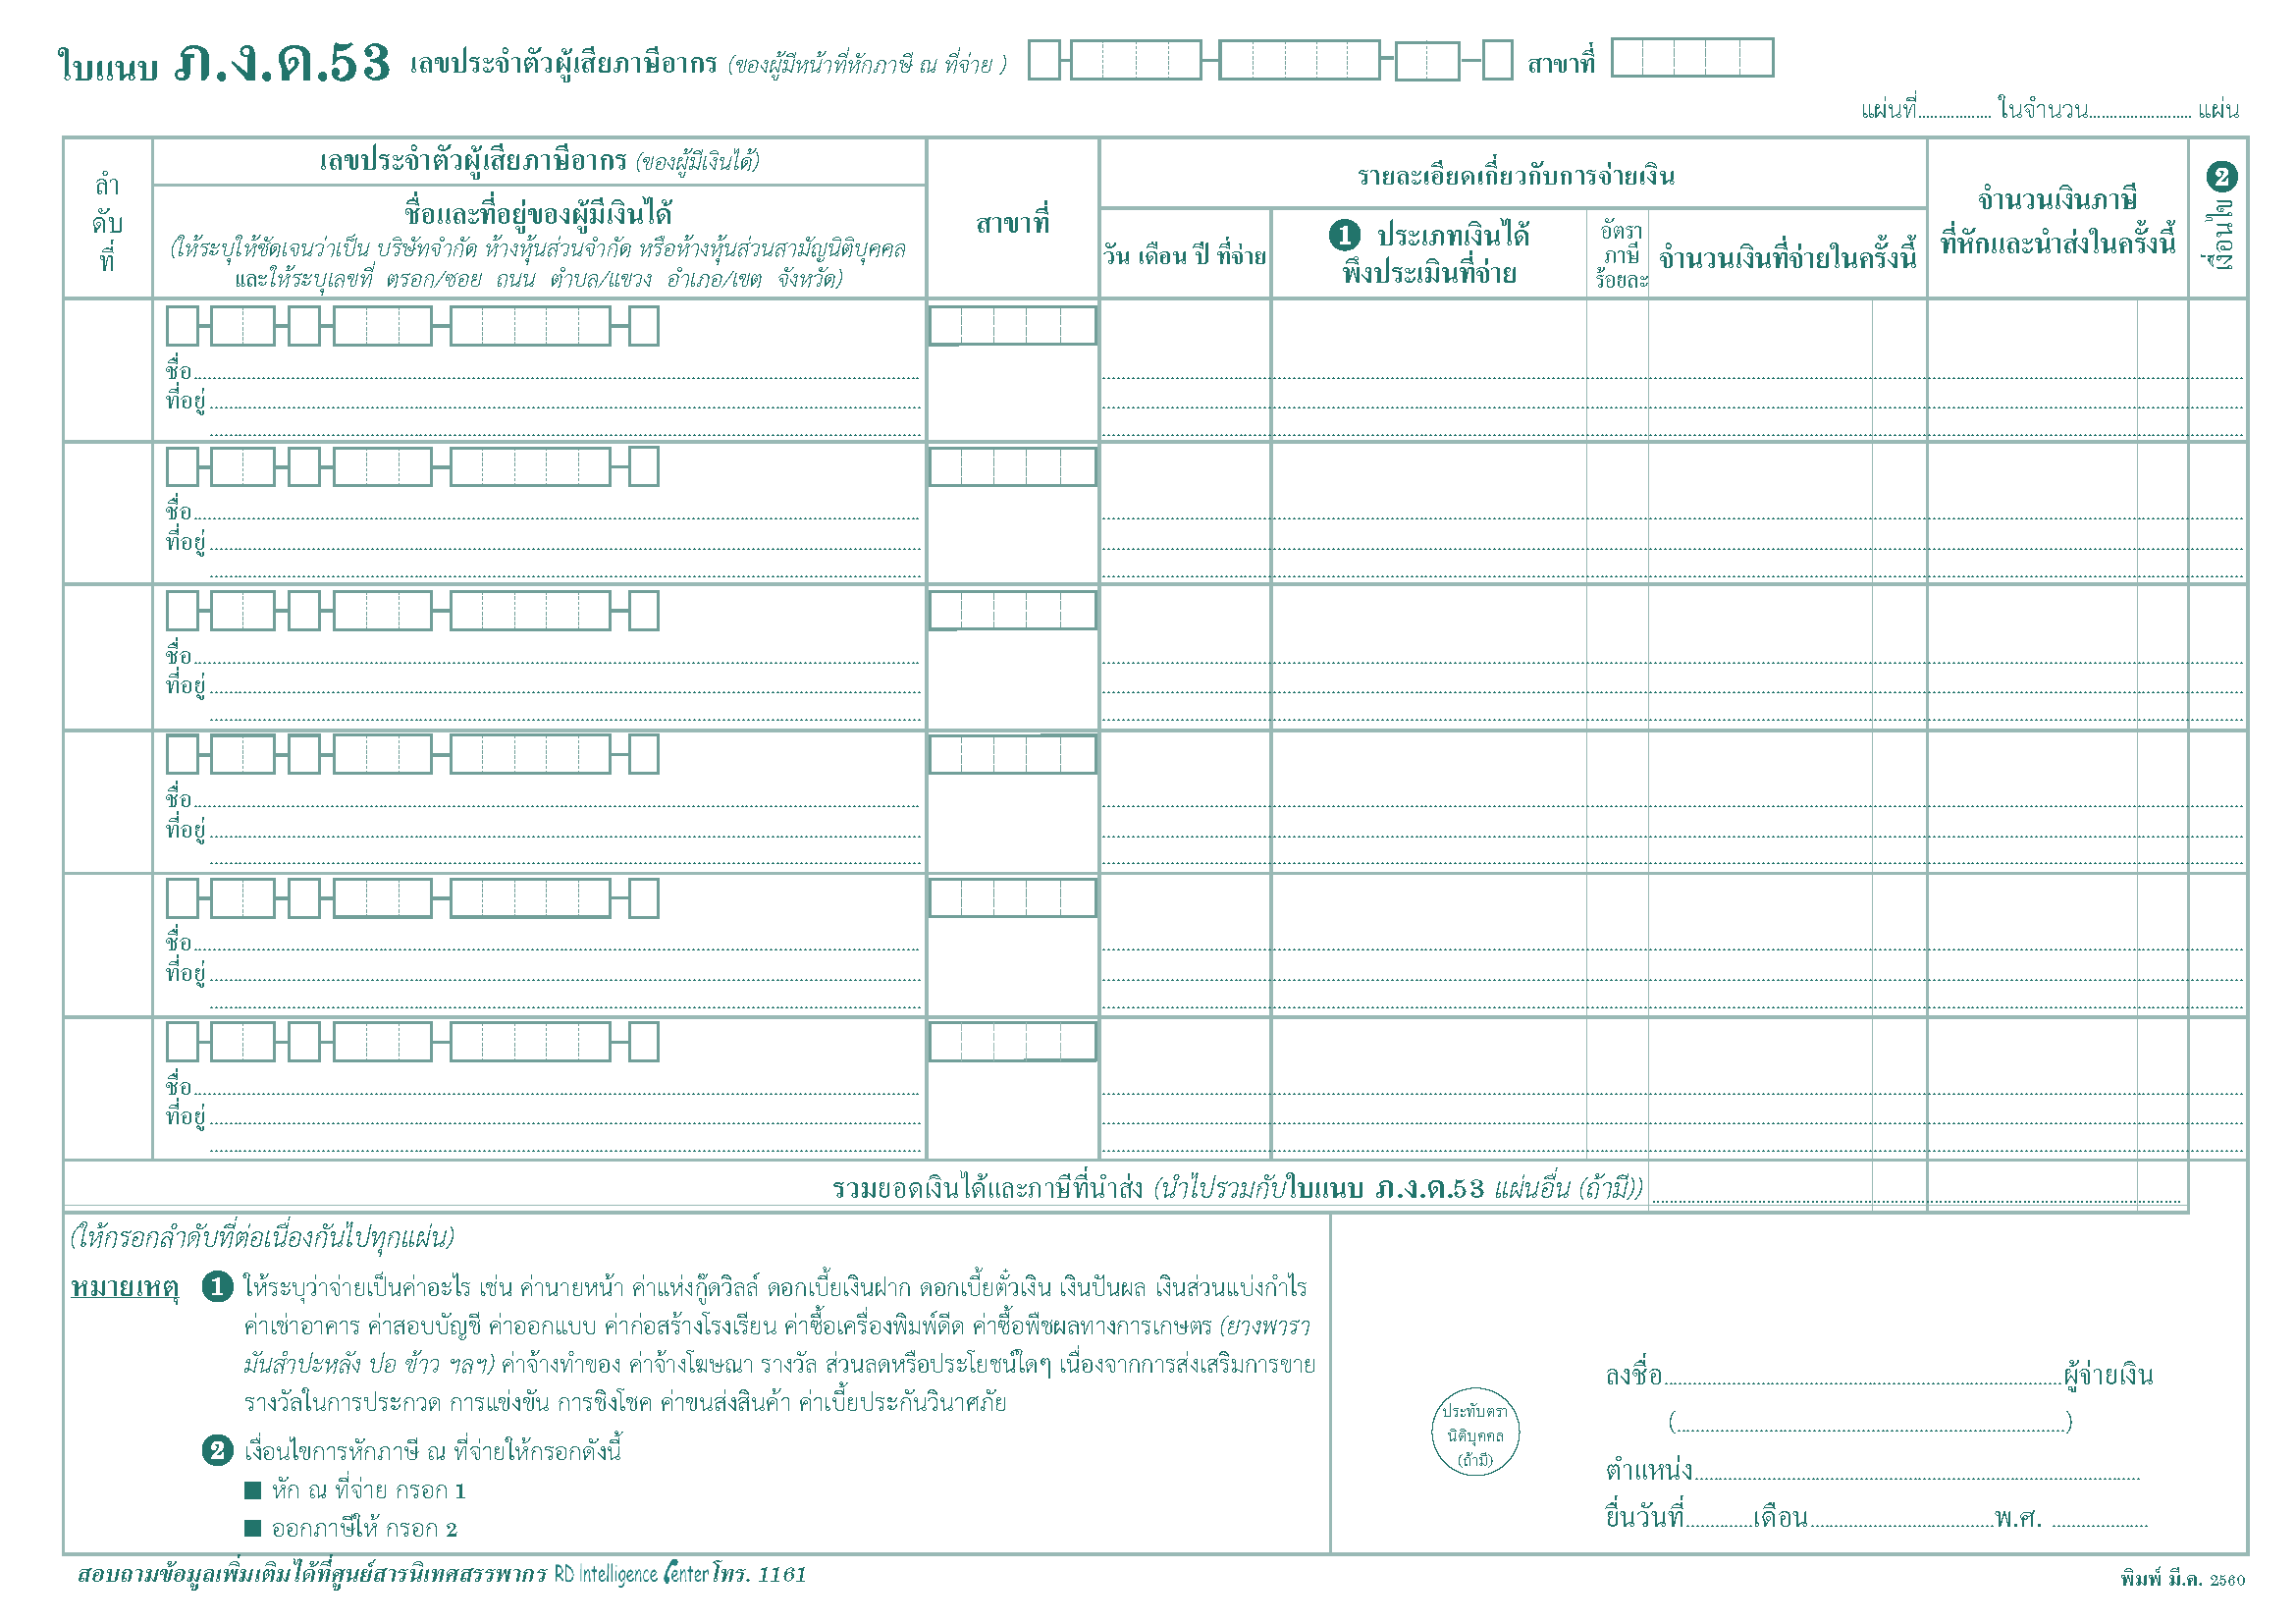 ใบแนบ ภ.ง.ด.53 เลขประจำตัวผู้เสียภาษีอากร (ของผู้มีหน้าที่หักภาษี ณ ที่จ่าย ) สาขาที่
แผ่นที่.................. ในจำนวน......................... แผ่น
ลำดับที่
เลขประจำตัวผู้เสียภาษีอากร (ของผู้มีเงินได้)
ชื่อและที่อยู่ของผู้มีเงินได้
(ให้ระบุให้ชัดเจนว่าเป็น บริษัทจำกัด ห้างหุ้นส่วนจำกัด หรือห้างหุ้นส่วนสามัญนิติบุคคล
และให้ระบุเลขที่ ตรอก/ซอย ถนน ตำบล/แขวง อำเภอ/เขต จังหวัด)
สาขาที่
รายละเอียดเกี่ยวกับการจ่ายเงิน
วัน เดือน ปี ที่จ่าย
1 ประเภทเงินได้
พึงประเมินที่จ่าย
อัตรา
ภาษี
ร้อยละ
จำนวนเงินที่จ่ายในครั้งนี้
จำนวนเงินภาษี
ที่หักและนำส่งในครั้งนี้
2 เงื่อนไข
ชื่อ
ที่อยู่
ชื่อ
ที่อยู่
ชื่อ
ที่อยู่
ชื่อ
ที่อยู่
ชื่อ
ที่อยู่
ชื่อ
ที่อยู่
รวมยอดเงินได้และภาษีที่นำส่ง (นำไปรวมกับใบแนบ ภ.ง.ด.53 แผ่นอื่น (ถ้ามี))
(ให้กรอกลำดับที่ต่อเนื่องกันไปทุกแผ่น)
หมายเหตุ 1 ให้ระบุว่าจ่ายเป็นค่าอะไร เช่น ค่านายหน้า ค่าแห่งกู๊ดวิลล์ ดอกเบี้ยเงินฝาก ดอกเบี้ยตั๋วเงิน เงินปันผล เงินส่วนแบ่งกำไร
ค่าเช่าอาคาร ค่าสอบบัญชี ค่าออกแบบ ค่าก่อสร้างโรงเรียน ค่าซื้อเครื่องพิมพ์ดีด ค่าซื้อพืชผลทางการเกษตร (ยางพารา
มันสำปะหลัง ปอ ข้าว ฯลฯ) ค่าจ้างทำของ ค่าจ้างโฆษณา รางวัล ส่วนลดหรือประโยชน์ใดๆ เนื่องจากการส่งเสริมการขาย
รางวัลในการประกวด การแข่งขัน การชิงโชค ค่าขนส่งสินค้า ค่าเบี้ยประกันวินาศภัย
2 เงื่อนไขการหักภาษี ณ ที่จ่ายให้กรอกดังนี้
■ หัก ณ ที่จ่าย กรอก 1
■ ออกภาษีให้ กรอก 2
ประทับตรา
นิติบุคคล
(ถ้ามี)
ลงชื่อ..........................................................ผู้จ่ายเงิน
(..........................................................)
ตำแหน่ง..........................................................
ยื่นวันที่.............เดือน...............................พ.ศ. ..................
สอบถามข้อมูลเพิ่มเติมได้ที่ศูนย์สารนิเทศสรรพากร RD Intelligence Center โทร. 1161
พิมพ์ มี.ค. 2560